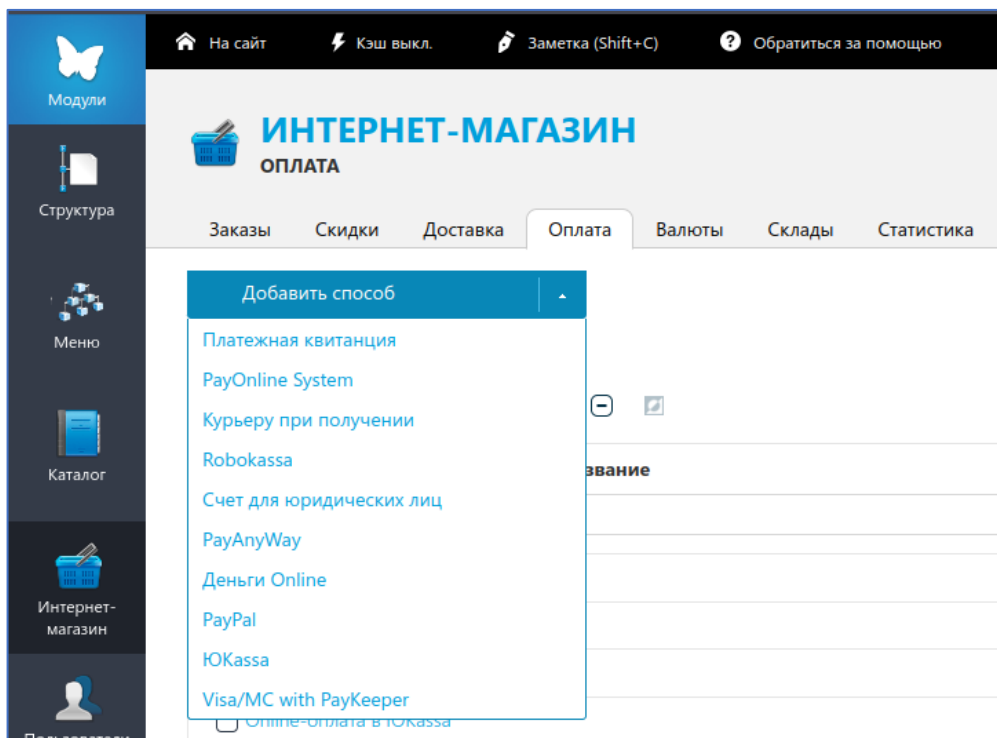 На сайт Кэш выкл. Заметка (Shift+C) Обратиться за помощью
Модули
ИНТЕРНЕТ-МАГАЗИН
ОПЛАТА
Структура
Заказы Скидки Доставка Оплата Валюты Склады Статистика
Добавить способ
Платежная квитанция
Меню
PayOnline System
Курьеру при получении
Robokassa
звание
Каталог
Счет для юридических лиц
PayAnyWay
Деньги Online
Интернет-
магазин
PayPal
ЮKassa
Visa/MC with PayKeeper
Online-оплата в ЮKassa
Пользователи